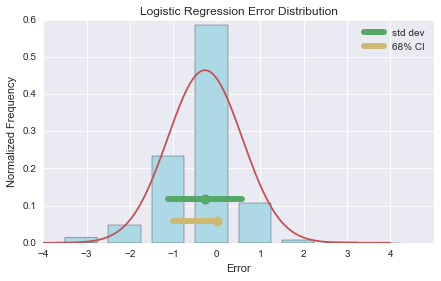 Logistic Regression Error Distribution
0.6
0.5
0.4
0.3
0.2
0.1
0.0
Normalized Frequency
std dev
68% CI
−4 −3 −2 −1 0 1 2 3 4
Error